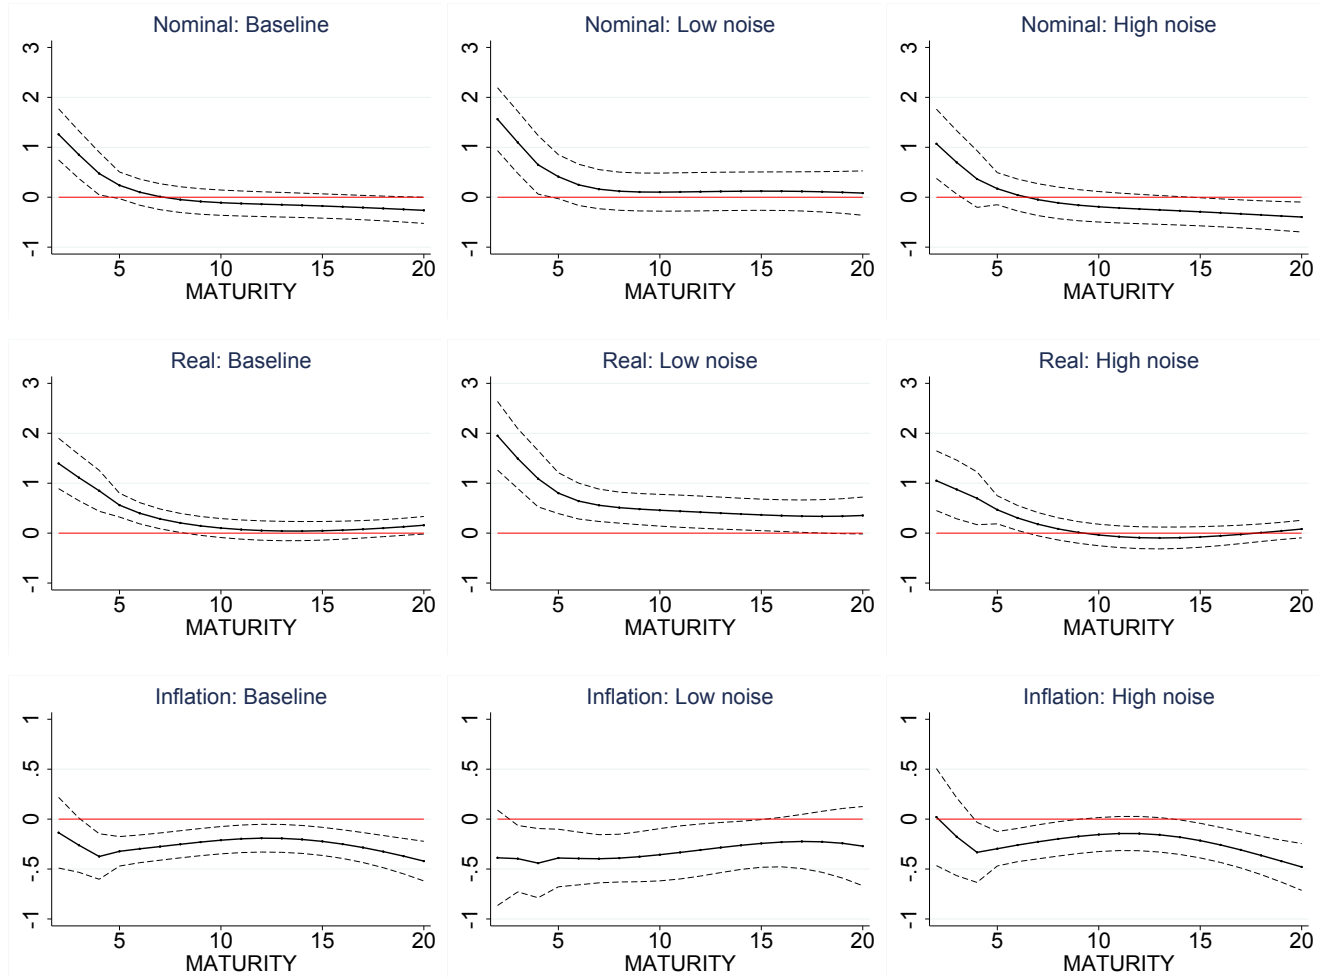 Nominal: Baseline
3
2
1
0
-1
5 10 15 20
MATURITY
Nominal: Low noise
3
2
1
0
-1
5 10 15 20
MATURITY
Nominal: High noise
3
2
1
0
-1
5 10 15 20
MATURITY
Real: Baseline
3
2
1
0
-1
5 10 15 20
MATURITY
Real: Low noise
3
2
1
0
-1
5 10 15 20
MATURITY
Real: High noise
3
2
1
0
-1
5 10 15 20
MATURITY
Inflation: Baseline
1
.5
0
-.5
-1
5 10 15 20
MATURITY
Inflation: Low noise
1
.5
0
-.5
-1
5 10 15 20
MATURITY
Inflation: High noise
1
.5
0
-.5
-1
5 10 15 20
MATURITY